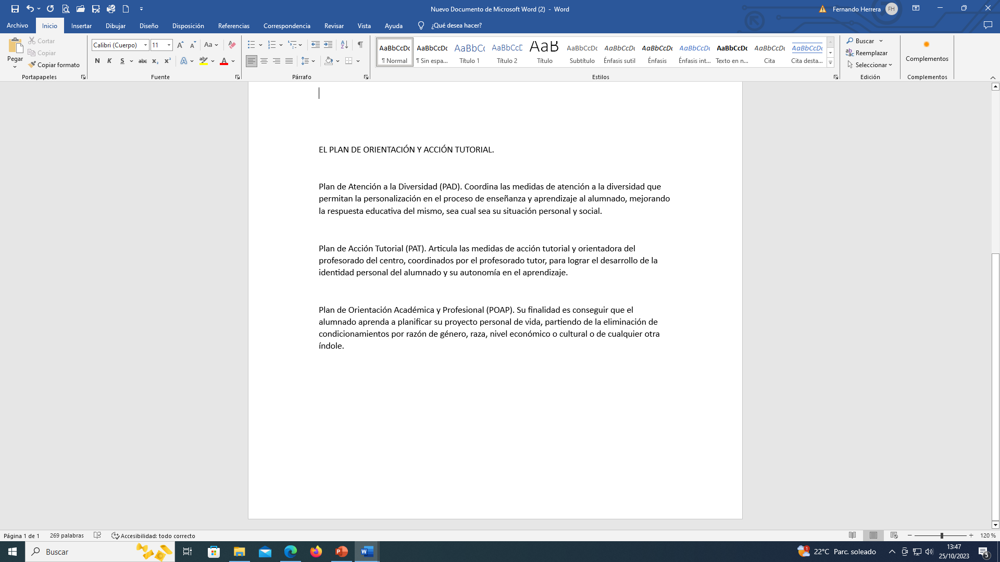 Nuevo Documento de Microsoft Word (2) - Word
Fernando Herrera FH
Archivo Inicio Insertar Dibujar Diseño Disposición Referencias Correspondencia Revisar Vista Ayuda ¿Qué desea hacer?
Pegar
Cortar
Copiar
Copiar formato
Portapapeles
Calibri (Cuerpo) 11
N K S abc x₂ x²
Fuente
Párrafo
AaBbCcDc AaBbCcDc AaBbCc AaBbCcD AaB AaBbCcDc AaBbCcDc AaBbCcDc AaBbCcDc AaBbCcDc AaBbCcDc AaBbCcDc
¶ Normal ¶ Sin espa... Título 1 Título 2 Título Subtítulo Énfasis sutil Énfasis Énfasis int... Texto en n... Cita Cita desta...
Estilos
Buscar
Reemplazar
Seleccionar
Edición
Complementos
Complementos
EL PLAN DE ORIENTACIÓN Y ACCIÓN TUTORIAL.
Plan de Atención a la Diversidad (PAD). Coordina las medidas de atención a la diversidad que
permitan la personalización en el proceso de enseñanza y aprendizaje al alumnado, mejorando
la respuesta educativa del mismo, sea cual sea su situación personal y social.
Plan de Acción Tutorial (PAT). Articula las medidas de acción tutorial y orientadora del
profesorado del centro, coordinados por el profesorado tutor, para lograr el desarrollo de la
identidad personal del alumnado y su autonomía en el aprendizaje.
Plan de Orientación Académica y Profesional (POAP). Su finalidad es conseguir que el
alumnado aprenda a planificar su proyecto personal de vida, partiendo de la eliminación de
condicionamientos por razón de género, raza, nivel económico o cultural o de cualquier otra
índole.
Página 1 de 1 269 palabras Accesibilidad: todo correcto 120 %
Buscar
1 22°C Parc. soleado
13:47
25/10/2023
5